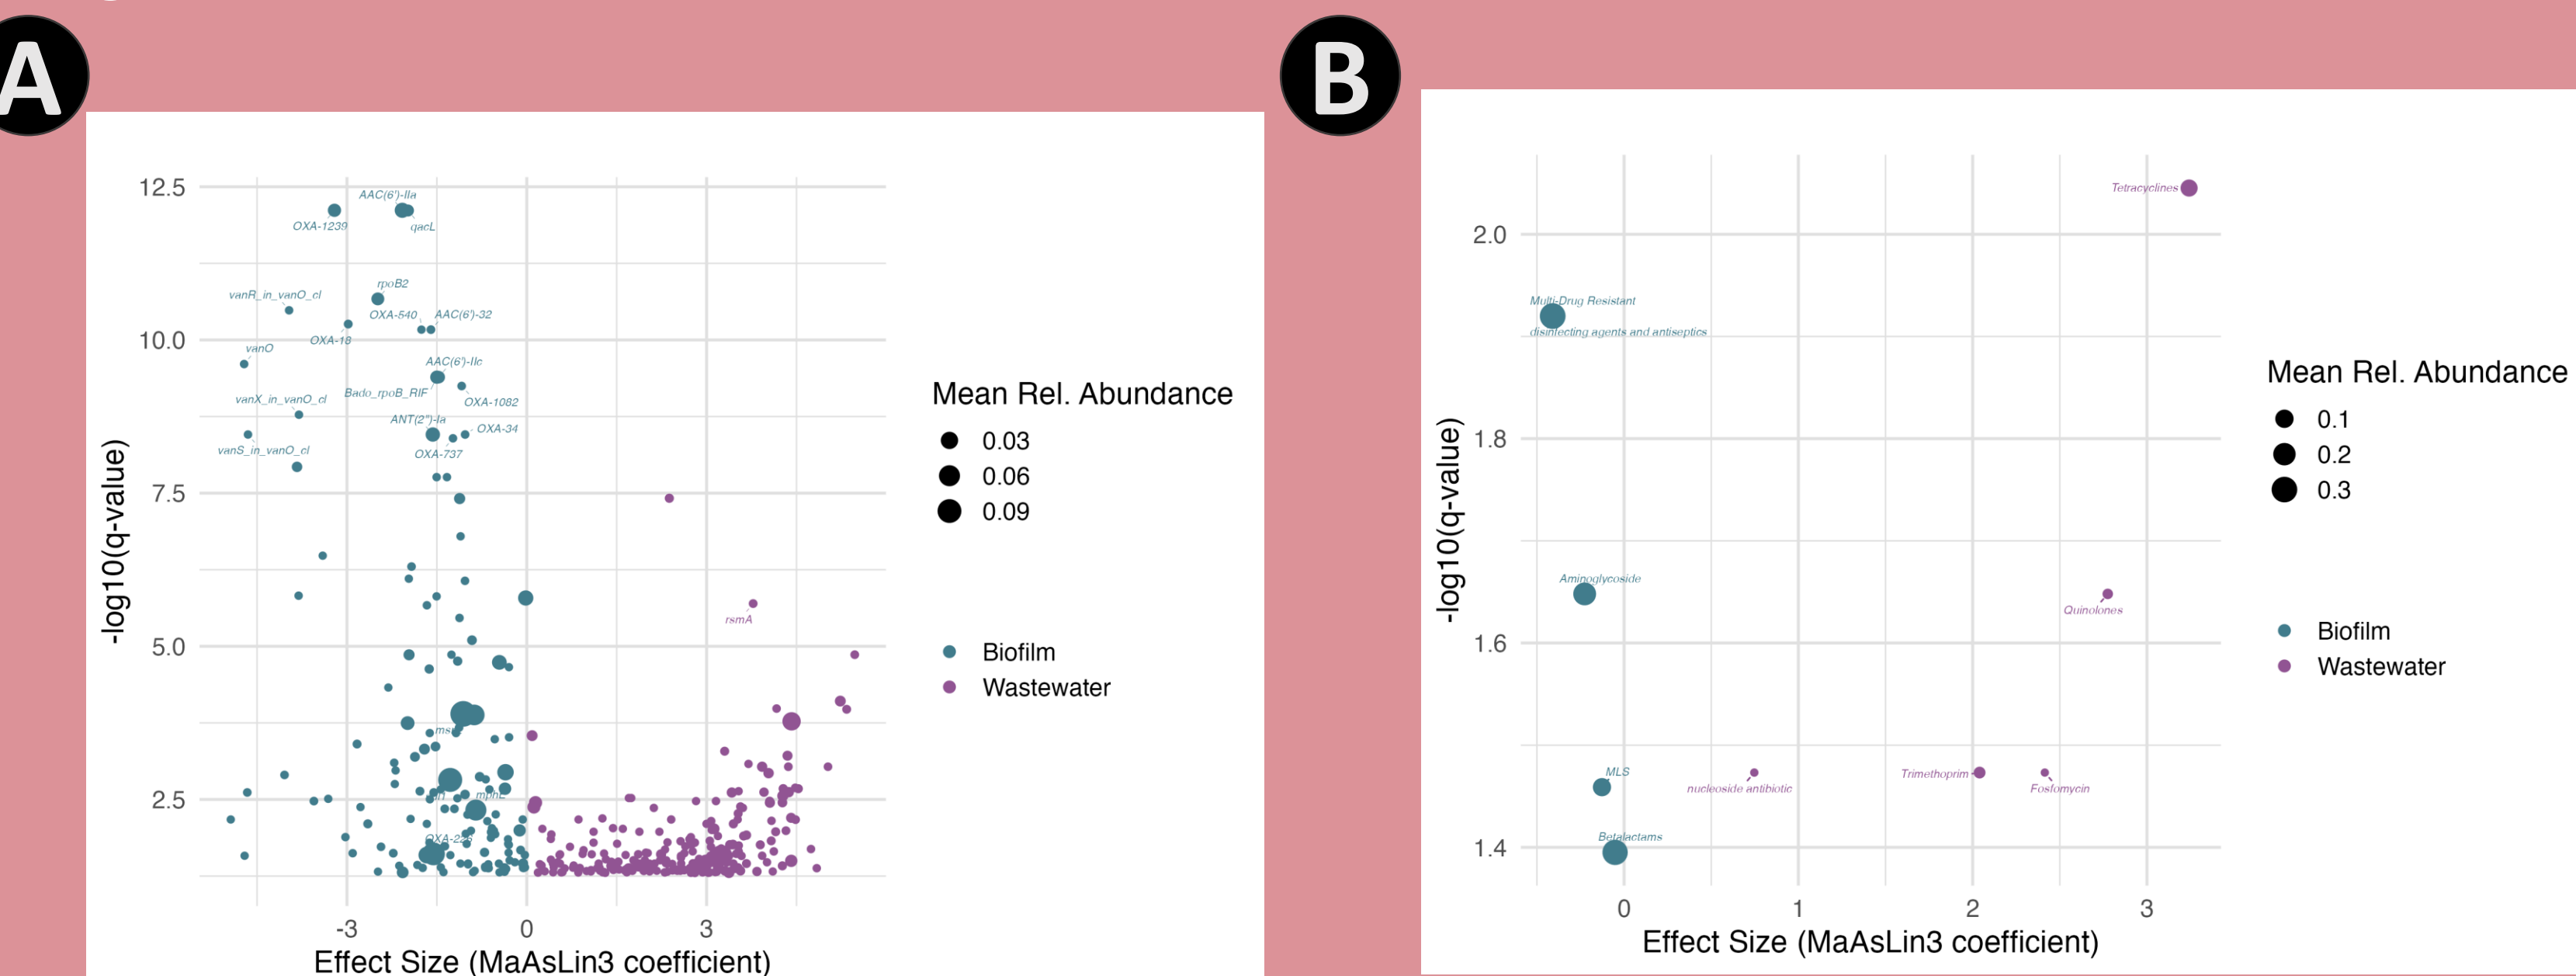 A
12.5
10.0
7.5
5.0
2.5
-3
0
3
-log10(q-value)
Effect Size (MaAsLin3 coefficient)
AAC(6')-IIa
OXA-1239
qacL
rpoB2
vanR_in_vanO_cl
OXA-540
AAC(6')-32
OXA-18
vanO
AAC(6')-IIc
Bado_rpoB_RIF
OXA-1082
vanX_in_vanO_cl
ANT(2")-Ia
OXA-34
vanS_in_vanO_cl
OXA-737
rsmA
mphE
Mean Rel. Abundance
0.03
0.06
0.09
Biofilm
Wastewater
B
2.0
1.8
1.6
1.4
0
1
2
3
-log10(q-value)
Effect Size (MaAsLin3 coefficient)
Tetracyclines
Multi-Drug Resistant
disinfecting agents and antiseptics
Aminoglycoside
Quinolones
MLS
nucleoside antibiotic
Trimethoprim
Fosfomycin
Betalactams
Mean Rel. Abundance
0.1
0.2
0.3
Biofilm
Wastewater